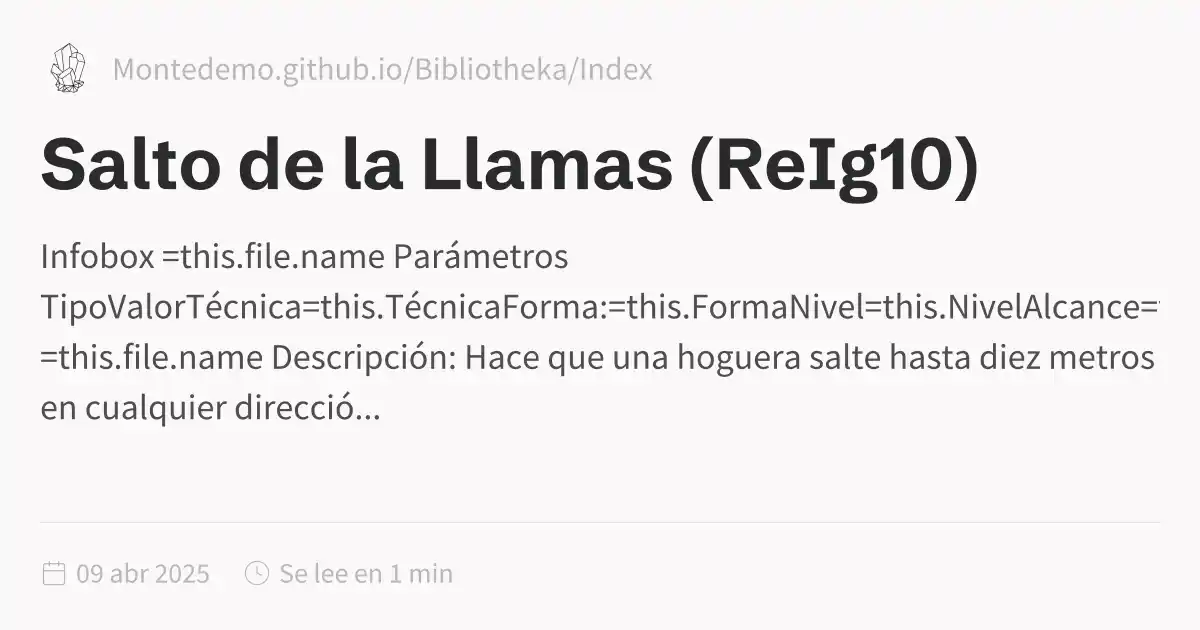 Montedemo.github.io/Bibliotheka/Index
Salto de la Llamas (ReIg10)
Infobox =this.file.name Parámetros
TipoValorTécnica=this.TécnicaForma:=this.FormaNivel=this.NivelAlcance=
=this.file.name Descripción: Hace que una hoguera salte hasta diez metros
en cualquier direcció...
09 abr 2025 Se lee en 1 min